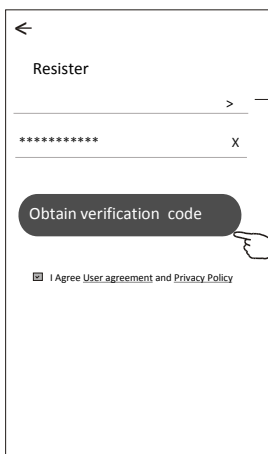 Resister
>
*********** X
Obtain verification code
I Agree User agreement and Privacy Policy